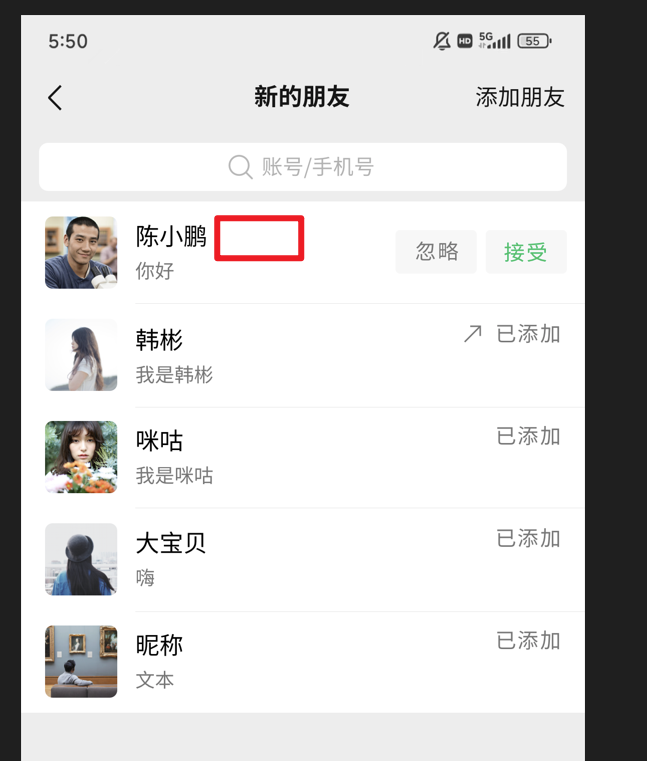 5:50 HD 5G 55
新的朋友 添加朋友
账号/手机号
陈小鹏
你好
忽略 接受
韩彬
我是韩彬
已添加
咪咕
我是咪咕
已添加
大宝贝
嗨
已添加
昵称
文本
已添加